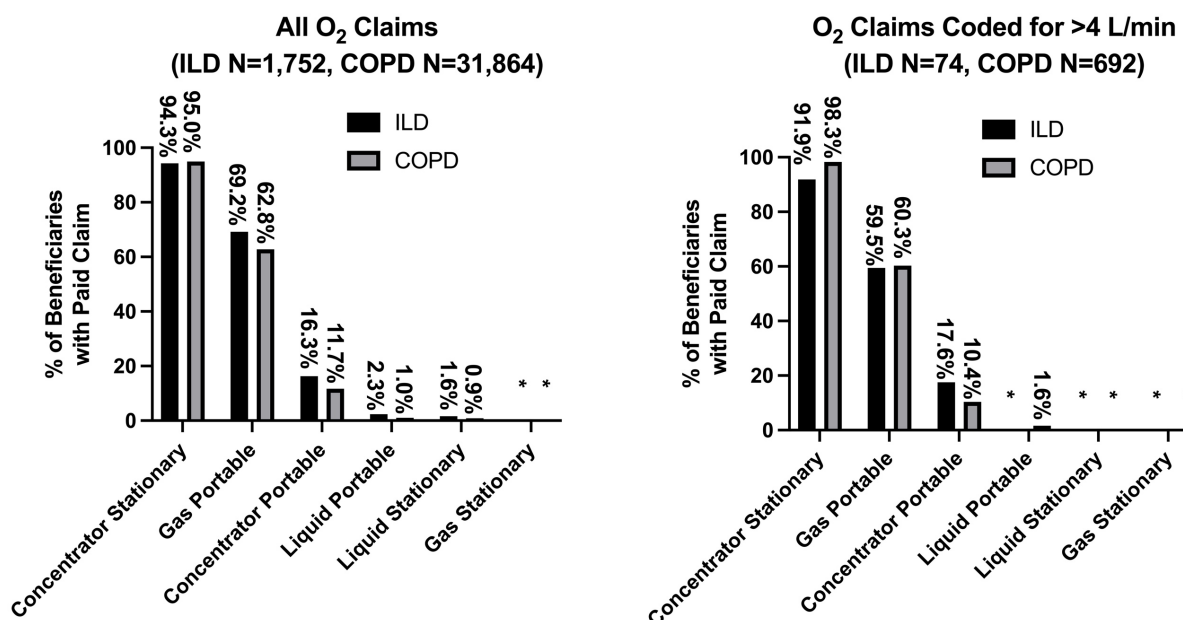 All O₂ Claims
(ILD N=1,752, COPD N=31,864)
ILD
COPD
% of Beneficiaries
with Paid Claim
100
80
60
40
20
0
94.3%
95.0%
69.2%
62.8%
16.3%
11.7%
2.3%
1.0%
1.6%
0.9%
*
*
Concentrator Stationary
Gas Portable
Concentrator Portable
Liquid Portable
Liquid Stationary
Gas Stationary
O₂ Claims Coded for >4 L/min
(ILD N=74, COPD N=692)
ILD
COPD
% of Beneficiaries
with Paid Claim
100
80
60
40
20
0
91.9%
98.3%
59.5%
60.3%
17.6%
10.4%
*
1.6%
*
*
*
Concentrator Stationary
Gas Portable
Concentrator Portable
Liquid Portable
Liquid Stationary
Gas Stationary